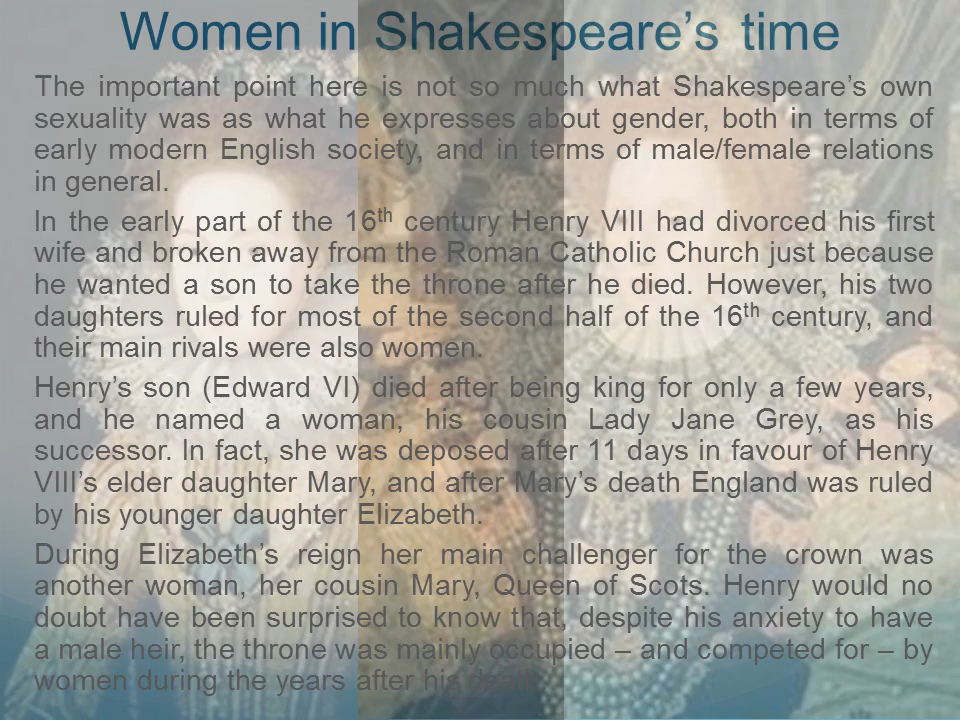 Women in Shakespeare's time
The important point here is not so much what Shakespeare's own
sexuality was as what he expresses about gender, both in terms of
early modern English society, and in terms of male/female relations
in general.
In the early part of the 16th century Henry VIII had divorced his first
wife and broken away from the Roman Catholic Church just because
he wanted a son to take the throne after he died. However, his two
daughters ruled for most of the second half of the 16th century, and
their main rivals were also women.
Henry's son (Edward VI) died after being king for only a few years,
and he named a woman, his cousin Lady Jane Grey, as his
successor. In fact, she was deposed after 11 days in favour of Henry
VIII's elder daughter Mary, and after Mary's death England was ruled
by his younger daughter Elizabeth.
During Elizabeth's reign her main challenger for the crown was
another woman, her cousin Mary, Queen of Scots. Henry would no
doubt have been surprised to know that, despite his anxiety to have
a male heir, the throne was mainly occupied – and competed for – by
women during the years after his death.